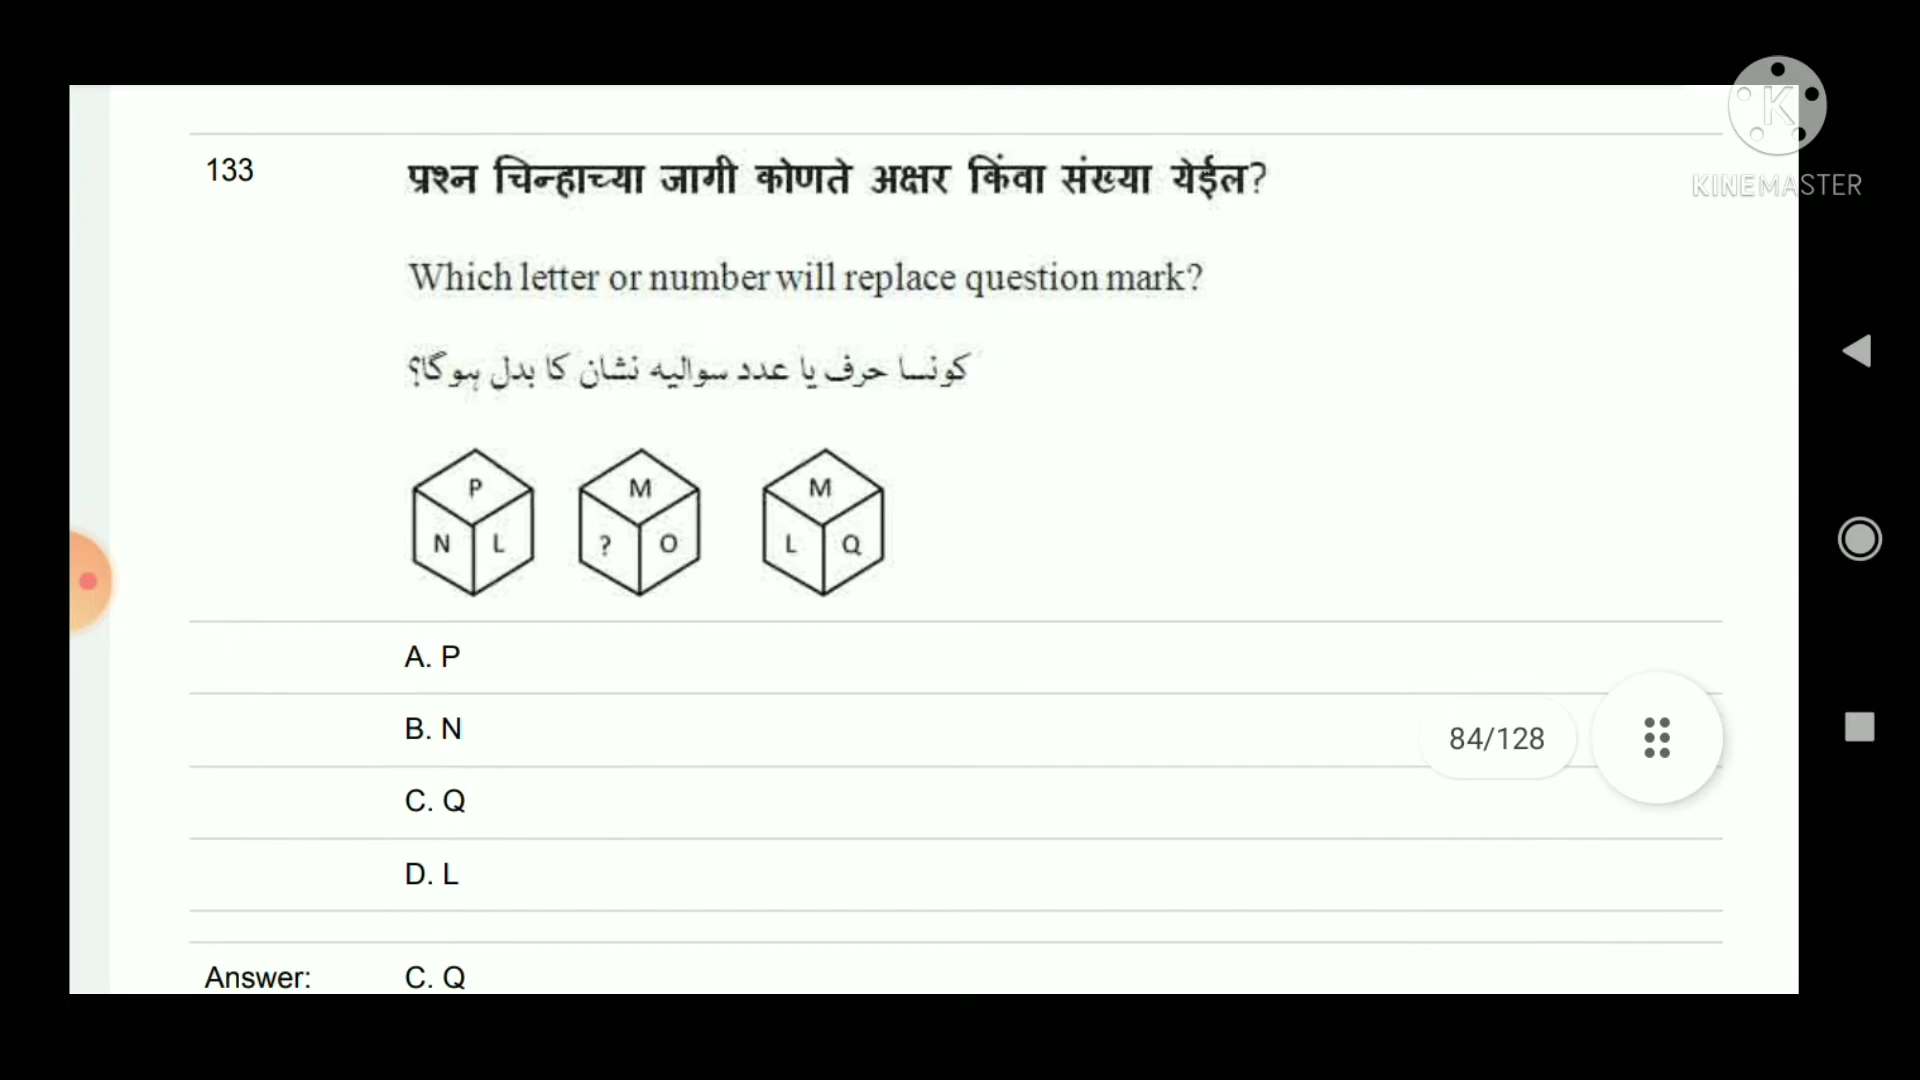 KINEMASTER
133
प्रश्न चिन्हाच्या जागी कोणते अक्षर किंवा संख्या येईल?
Which letter or number will replace question mark?
کونسا حرف یا عدد سوالیہ نشان کا بدل ہوگا؟
P M M
N L ? O L Q
A. P
B. N
84/128
C. Q
D. L
Answer: C. Q